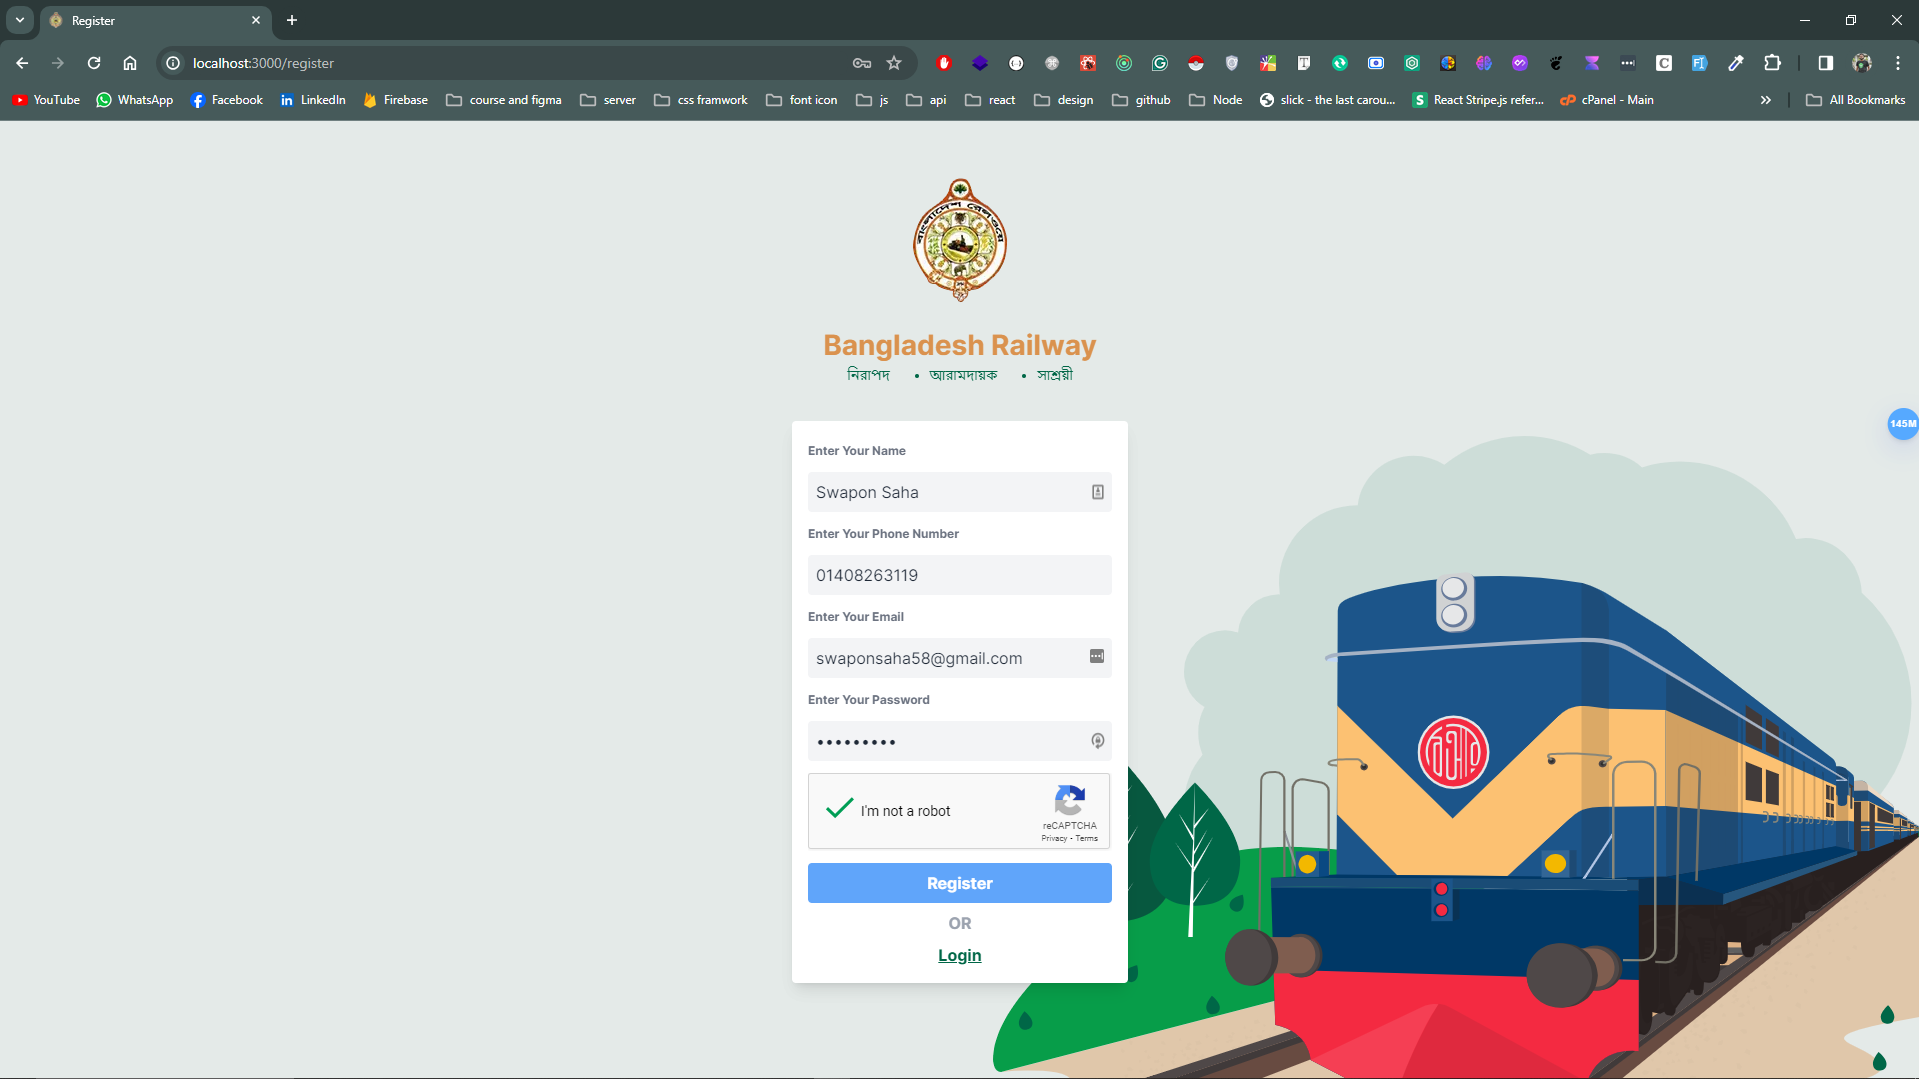 Register
localhost:3000/register
YouTube WhatsApp Facebook LinkedIn Firebase course and figma server css framwork font icon js api react design github Node slick - the last carou... React Stripe.js refer... cPanel - Main All Bookmarks
বাংলাদেশ রেলওয়ে
Bangladesh Railway
নিরাপদ • আরামদায়ক • সাশ্রয়ী
145M
Enter Your Name
Swapon Saha
Enter Your Phone Number
01408263119
Enter Your Email
swaponsaha58@gmail.com
Enter Your Password
I'm not a robot
reCAPTCHA
Privacy - Terms
Register
OR
Login